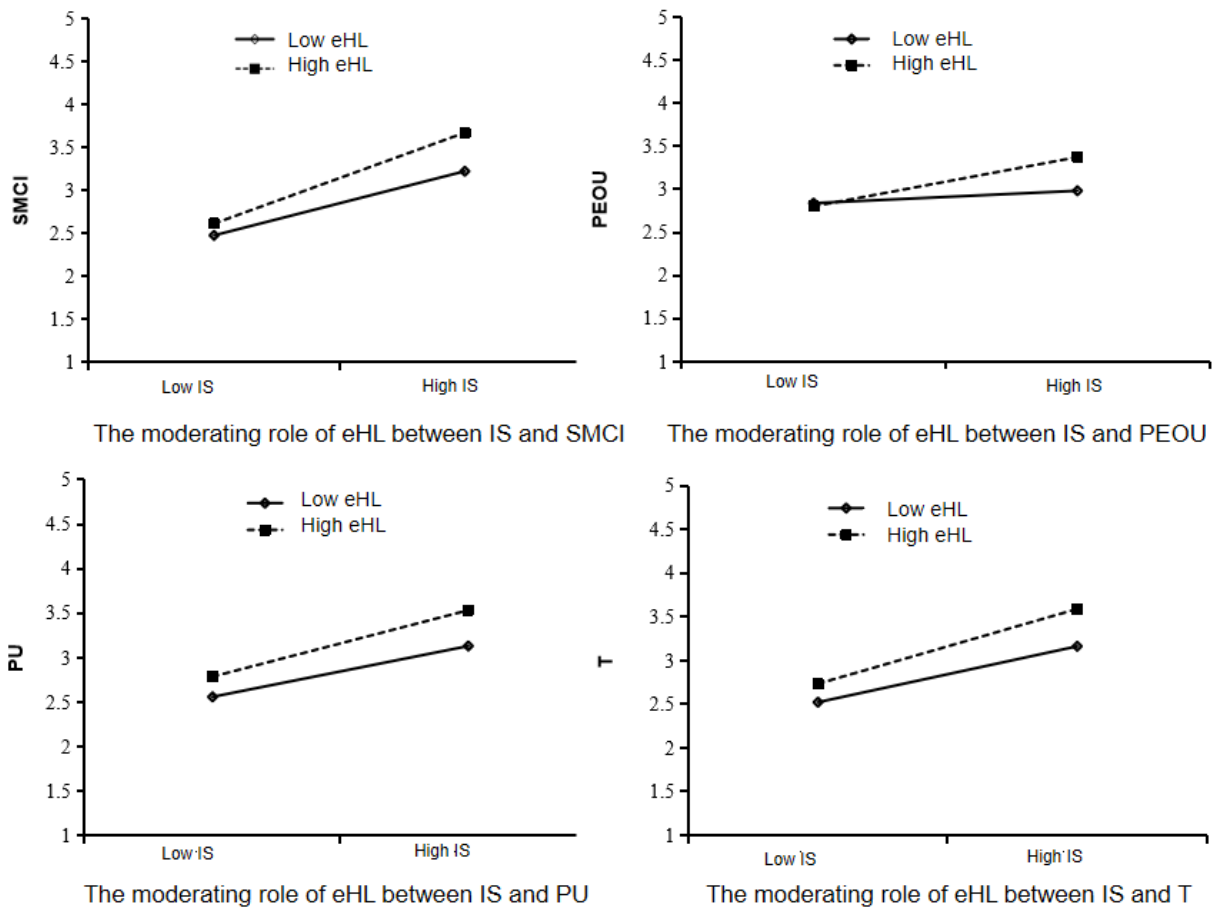 5
4.5
4
3.5
3
2.5
2
1.5
1
SMCI
Low eHL
High eHL
Low IS
High IS
The moderating role of eHL between IS and SMCI
5
4.5
4
3.5
3
2.5
2
1.5
1
PEOU
Low eHL
High eHL
Low IS
High IS
The moderating role of eHL between IS and PEOU
5
4.5
4
3.5
3
2.5
2
1.5
1
PU
Low eHL
High eHL
Low IS
High IS
The moderating role of eHL between IS and PU
5
4.5
4
3.5
3
2.5
2
1.5
1
T
Low eHL
High eHL
Low IS
High IS
The moderating role of eHL between IS and T